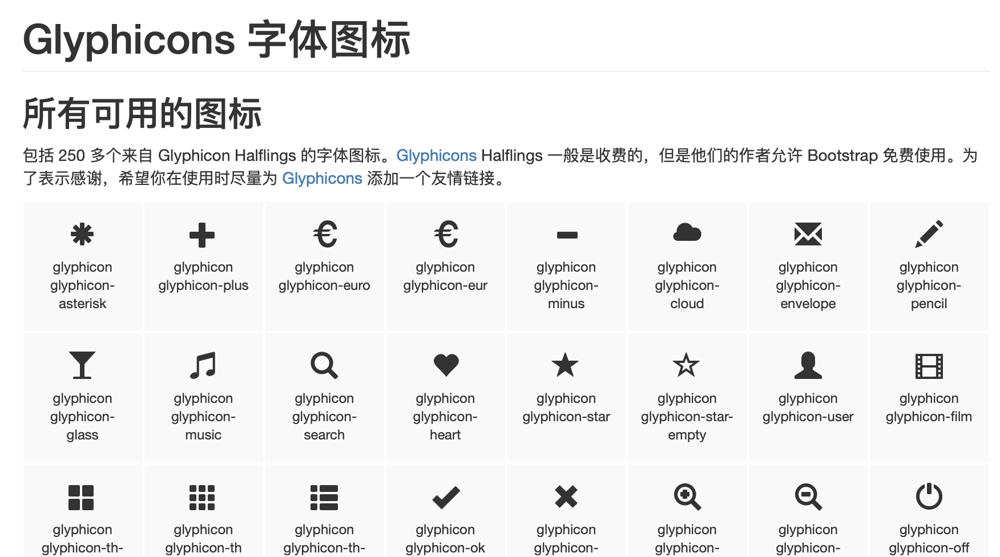 Glyphicons 字体图标
所有可用的图标
包括 250 多个来自 Glyphicon Halflings 的字体图标。Glyphicons Halflings 一般是收费的，但是他们的作者允许 Bootstrap 免费使用。为
了表示感谢，希望你在使用时尽量为 Glyphicons 添加一个友情链接。
glyphicon
glyphicon-
asterisk
glyphicon
glyphicon-plus
glyphicon
glyphicon-euro
glyphicon
glyphicon-eur
glyphicon
glyphicon-
minus
glyphicon
glyphicon-
cloud
glyphicon
glyphicon-
envelope
glyphicon
glyphicon-
pencil
glyphicon
glyphicon-
glass
glyphicon
glyphicon-
music
glyphicon
glyphicon-
search
glyphicon
glyphicon-
heart
glyphicon
glyphicon-star
glyphicon
glyphicon-star-
empty
glyphicon
glyphicon-user
glyphicon
glyphicon-film
glyphicon
glyphicon-th-
glyphicon
glyphicon-th
glyphicon
glyphicon-th-
glyphicon
glyphicon-ok
glyphicon
glyphicon-
glyphicon
glyphicon-
glyphicon
glyphicon-
glyphicon
glyphicon-off